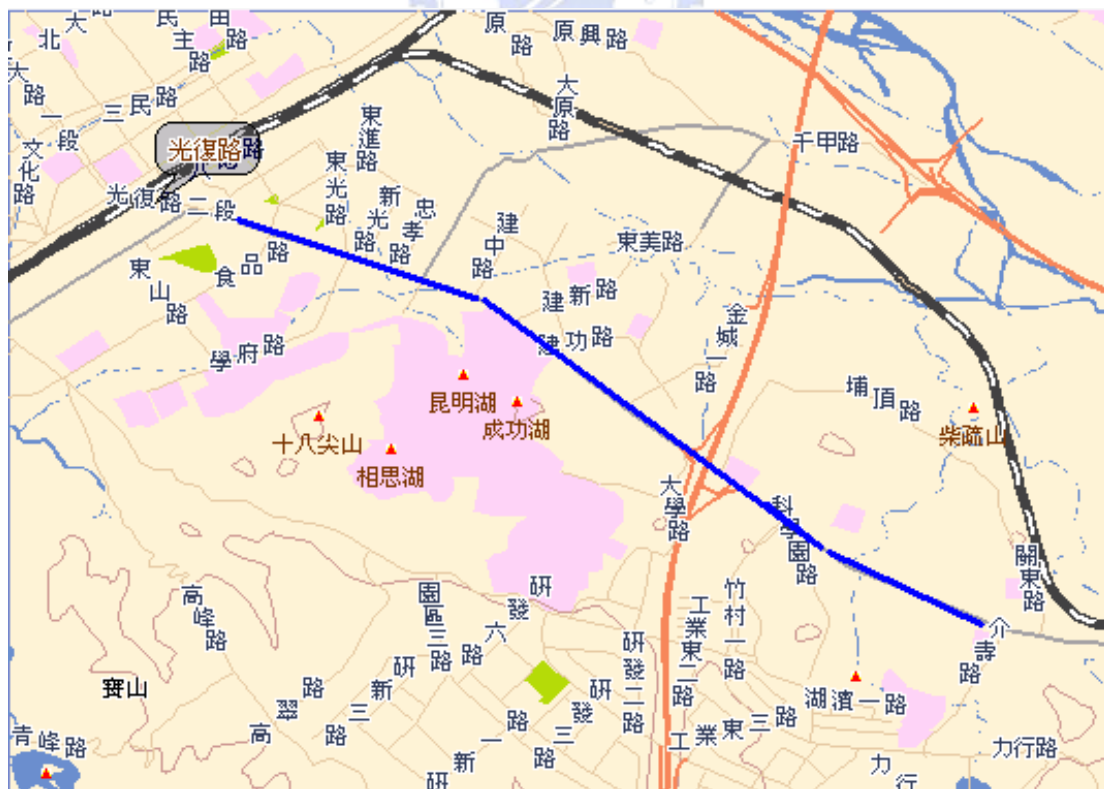 北大路
民主路
田
原路
原興路
大路一段
三民路
文化路
光復路
光復路二段
東進路
東光路
新光路
忠孝路
建中路
大原路
千甲路
東美路
東山路
食品路
學府路
建新路
建功路
金城一路
埔頂路
柴疏山
昆明湖
成功湖
十八尖山
相思湖
大學路
科學園路
關東路
介壽路
高峰路
園區三路
研發六路
竹村一路
工業東二路
研發二路
寶山
高翠路
研新三路
研發三路
研新一路
工業東三路
湖濱一路
力行路
力行
青峰路